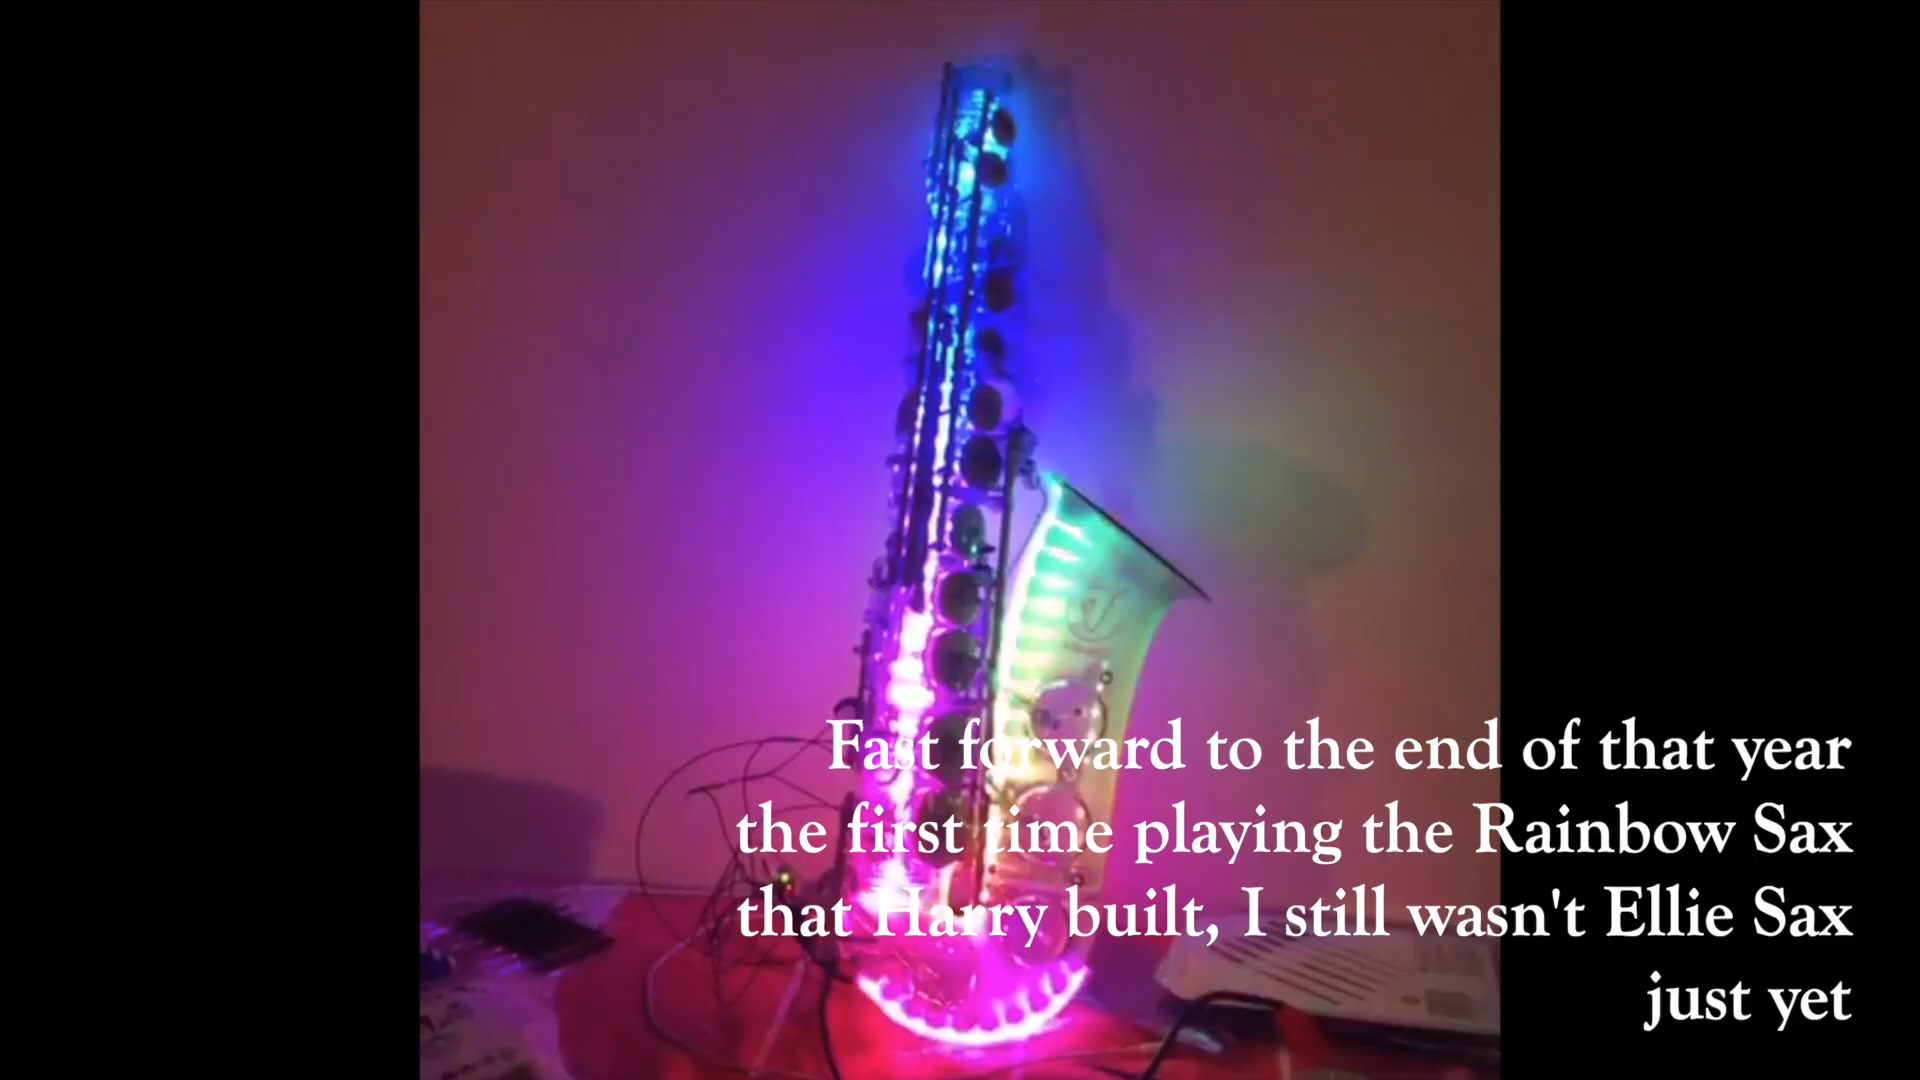 Fast forward to the end of that year
the first time playing the Rainbow Sax
that Harry built, I still wasn't Ellie Sax
just yet